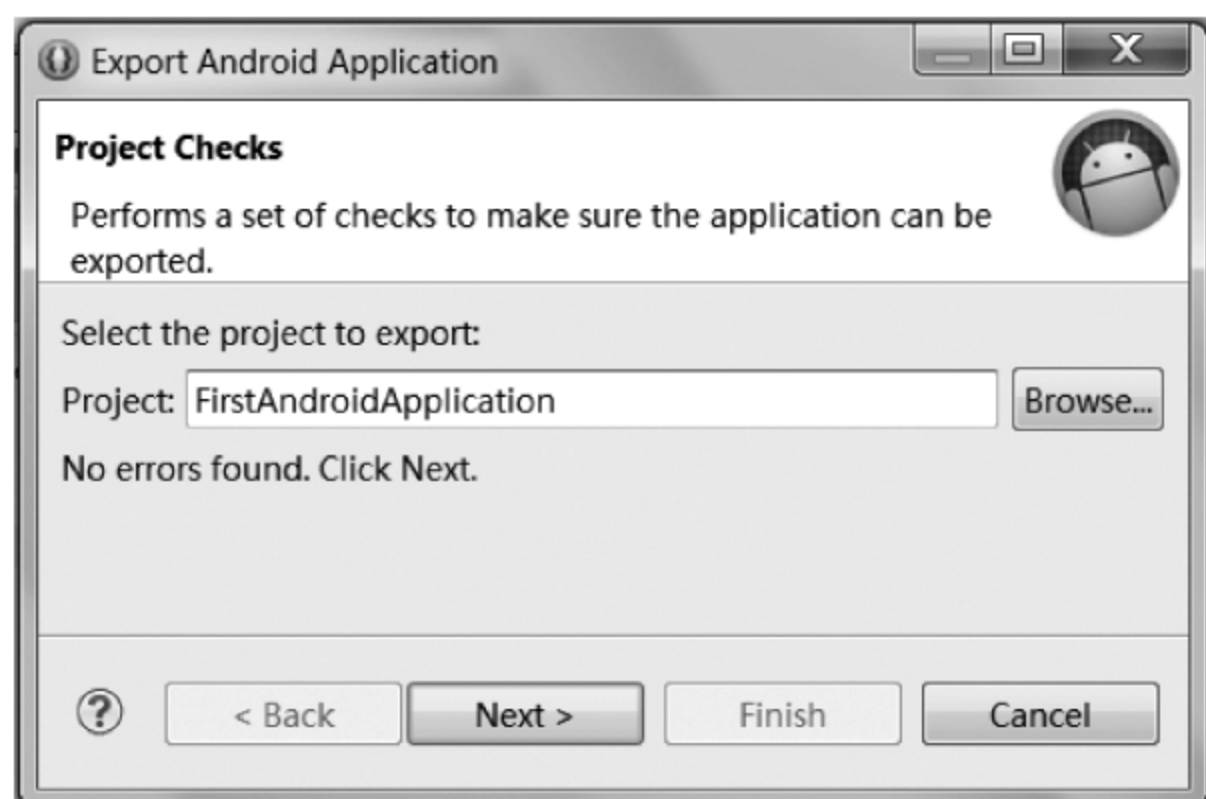 Export Android Application
Project Checks
Performs a set of checks to make sure the application can be
exported.
Select the project to export:
Project: FirstAndroidApplication Browse...
No errors found. Click Next.
? < Back Next > Finish Cancel